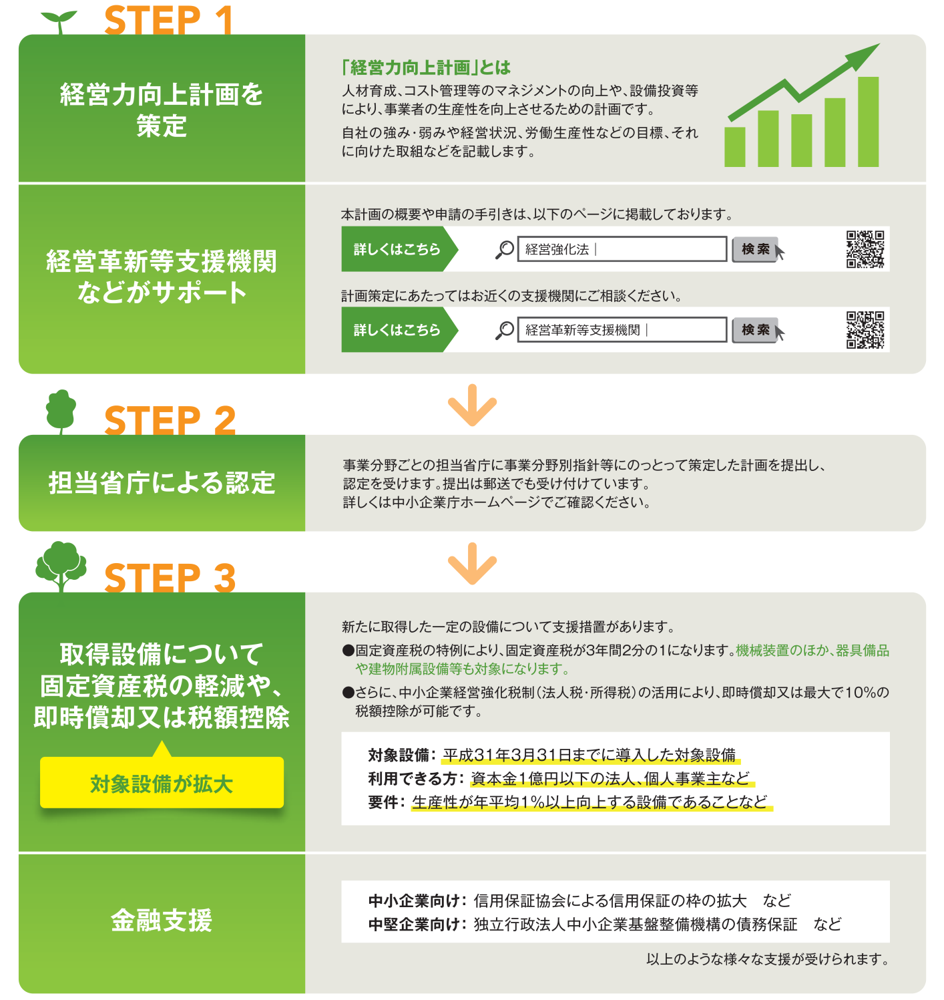 STEP 1
経営力向上計画を
策定
「経営力向上計画」とは
人材育成、コスト管理等のマネジメントの向上や、設備投資等
により、事業者の生産性を向上させるための計画です。
自社の強み・弱みや経営状況、労働生産性などの目標、それ
に向けた取組などを記載します。
経営革新等支援機関
などがサポート
本計画の概要や申請の手引きは、以下のページに掲載しております。
詳しくはこちら
経営強化法
検索
計画策定にあたってはお近くの支援機関にご相談ください。
詳しくはこちら
経営革新等支援機関
検索
STEP 2
担当省庁による認定
事業分野ごとの担当省庁に事業分野別指針等にのっとって策定した計画を提出し、
認定を受けます。提出は郵送でも受け付けています。
詳しくは中小企業庁ホームページでご確認ください。
STEP 3
取得設備について
固定資産税の軽減や、
即時償却又は税額控除
対象設備が拡大
新たに取得した一定の設備について支援措置があります。
●固定資産税の特例により、固定資産税が3年間2分の1になります。機械装置のほか、器具備品
や建物附属設備等も対象になります。
●さらに、中小企業経営強化税制（法人税・所得税）の活用により、即時償却又は最大で10％の
税額控除が可能です。
対象設備：平成31年3月31日までに導入した対象設備
利用できる方：資本金1億円以下の法人、個人事業主など
要件：生産性が年平均1％以上向上する設備であることなど
金融支援
中小企業向け：信用保証協会による信用保証の枠の拡大　など
中堅企業向け：独立行政法人中小企業基盤整備機構の債務保証　など
以上のような様々な支援が受けられます。